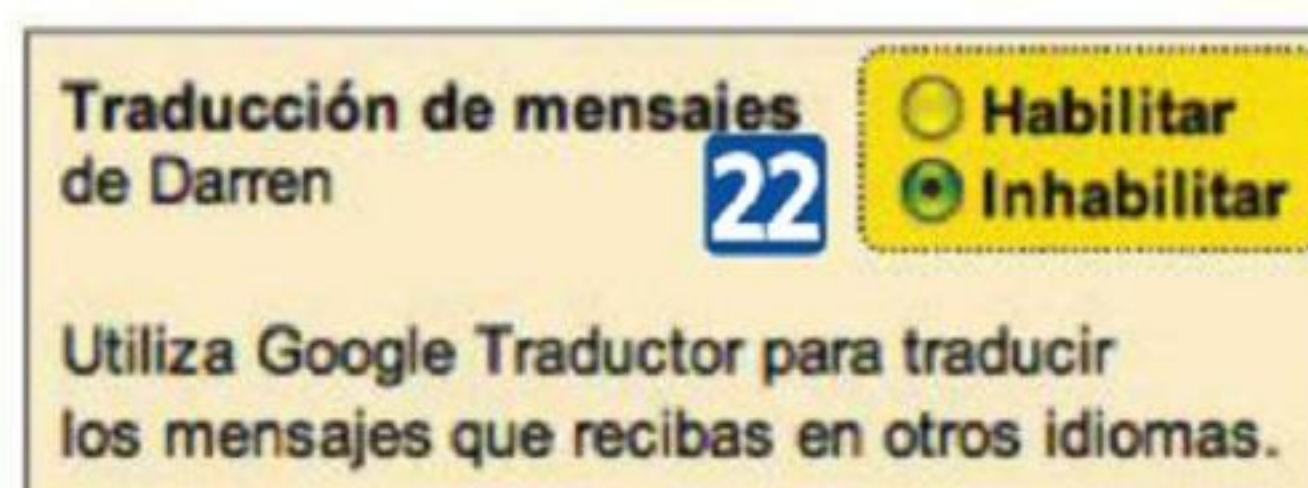 Traducción de mensajes
de Darren
22
Habilitar
Inhabilitar
Utiliza Google Traductor para traducir
los mensajes que recibas en otros idiomas.